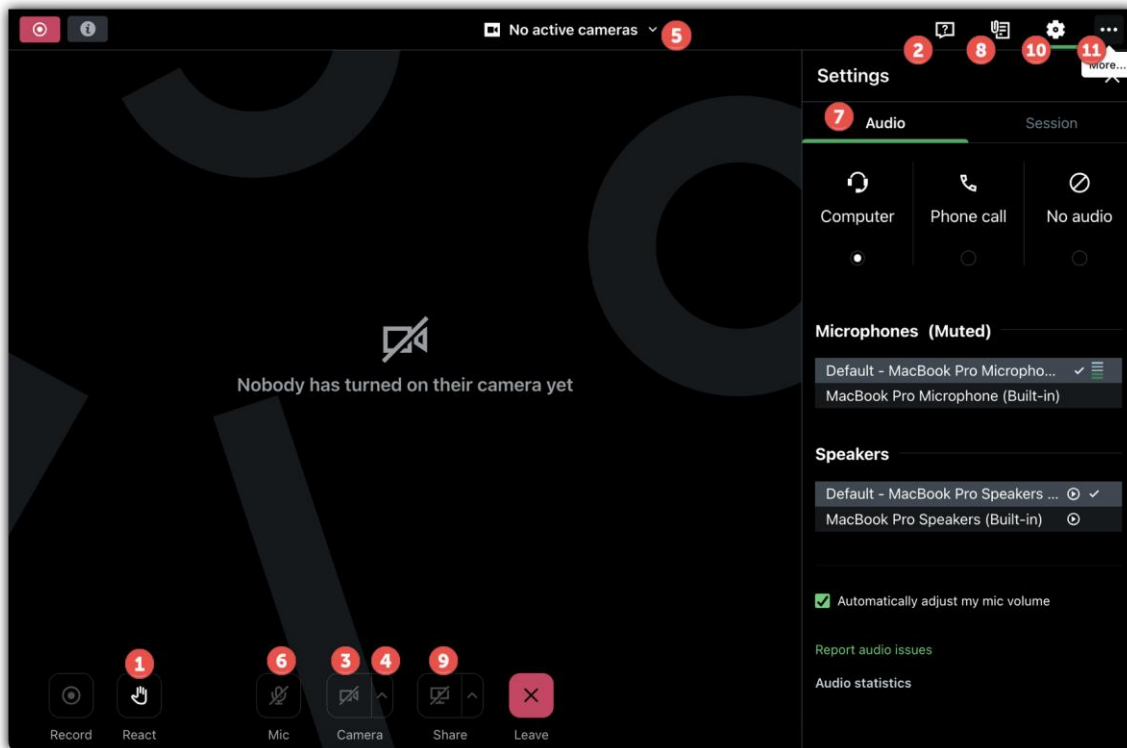 No active cameras
5
2
8
10
11
More...
Settings
7
Audio
Session
Computer
Phone call
No audio
Microphones (Muted)
Default - MacBook Pro Micropho...
MacBook Pro Microphone (Built-in)
Nobody has turned on their camera yet
Speakers
Default - MacBook Pro Speakers ...
MacBook Pro Speakers (Built-in)
Automatically adjust my mic volume
Report audio issues
Audio statistics
1
6
3
4
9
Record
React
Mic
Camera
Share
Leave